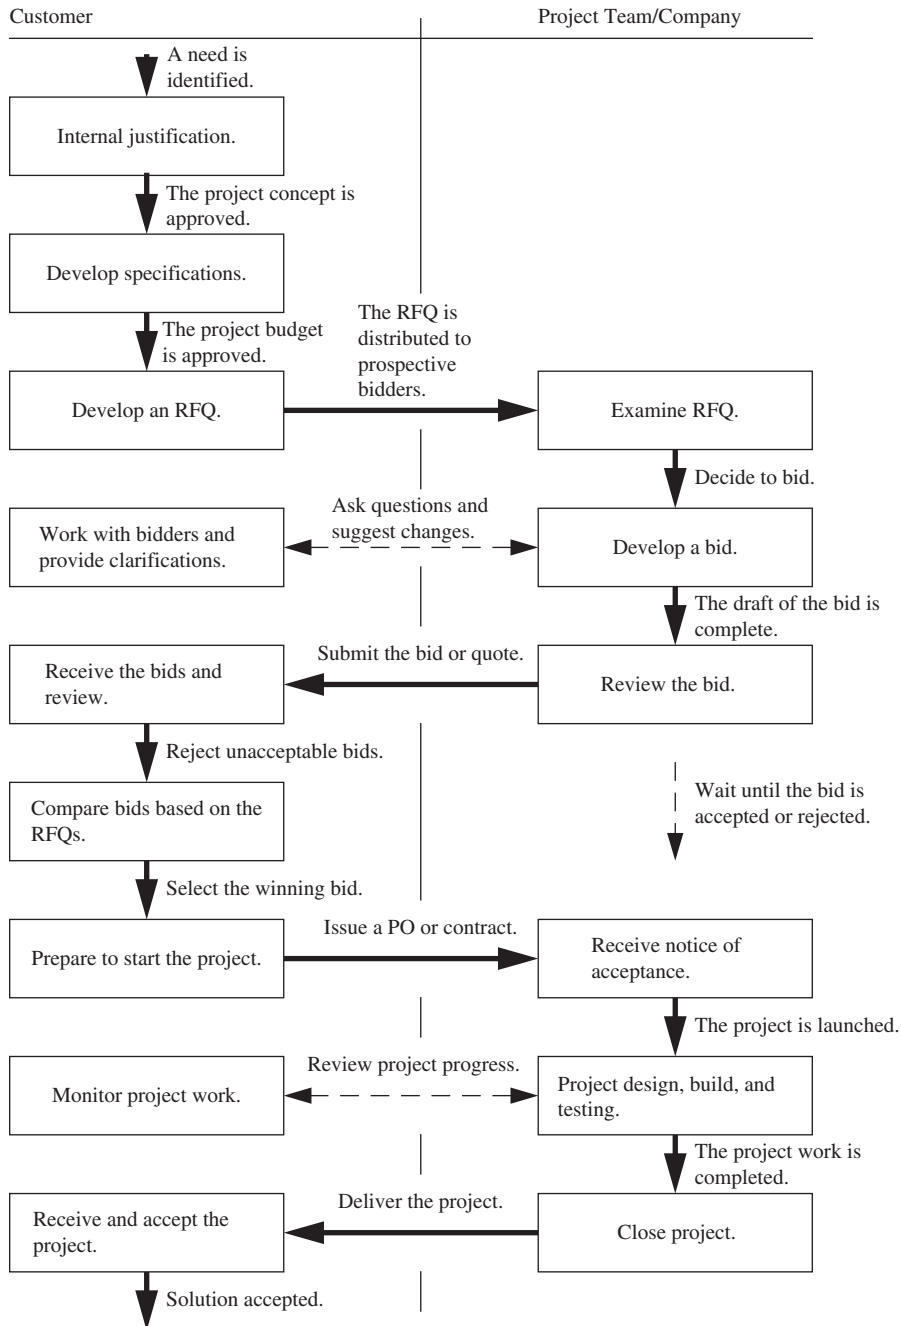 Customer
Project Team/Company
A need is
identified.
Internal justification.
The project concept is
approved.
Develop specifications.
The project budget
is approved.
The RFQ is
distributed to
prospective
bidders.
Develop an RFQ.
Examine RFQ.
Decide to bid.
Ask questions and
suggest changes.
Work with bidders and
provide clarifications.
Develop a bid.
The draft of the bid is
complete.
Submit the bid or quote.
Receive the bids and
review.
Review the bid.
Reject unacceptable bids.
Wait until the bid is
accepted or rejected.
Compare bids based on the
RFQs.
Select the winning bid.
Issue a PO or contract.
Prepare to start the project.
Receive notice of
acceptance.
The project is launched.
Review project progress.
Monitor project work.
Project design, build, and
testing.
The project work is
completed.
Deliver the project.
Receive and accept the
project.
Close project.
Solution accepted.